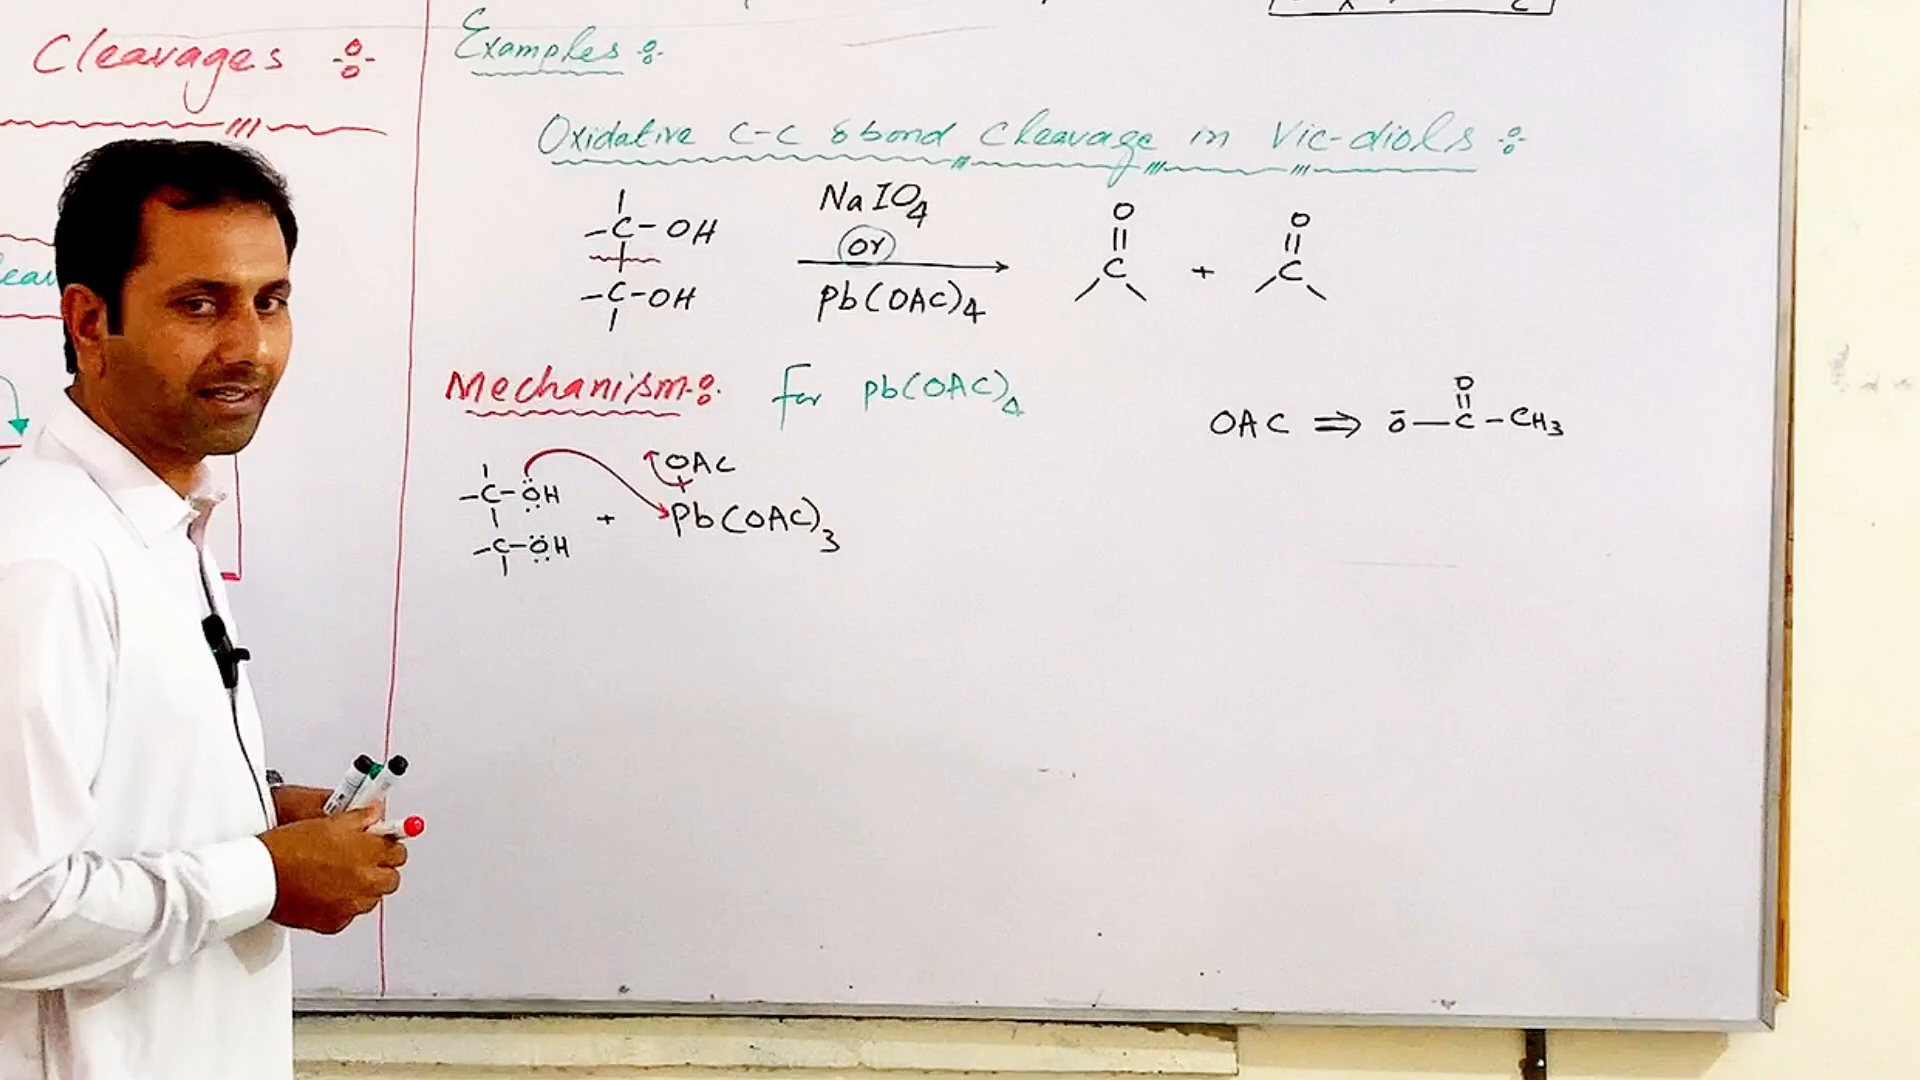 Cleavages :
Examples :
Oxidative C-C δ bond Cleavage in Vic-diols :
-C-OH
-C-OH
NaIO4
or
Pb(OAC)4
O
||
C
+
O
||
C
Mechanism: for Pb(OAC)4
OAC ⇒ ō—C-CH3
O
||
-C-ÖH
-C-ÖH
+
OAC
Pb(OAC)3